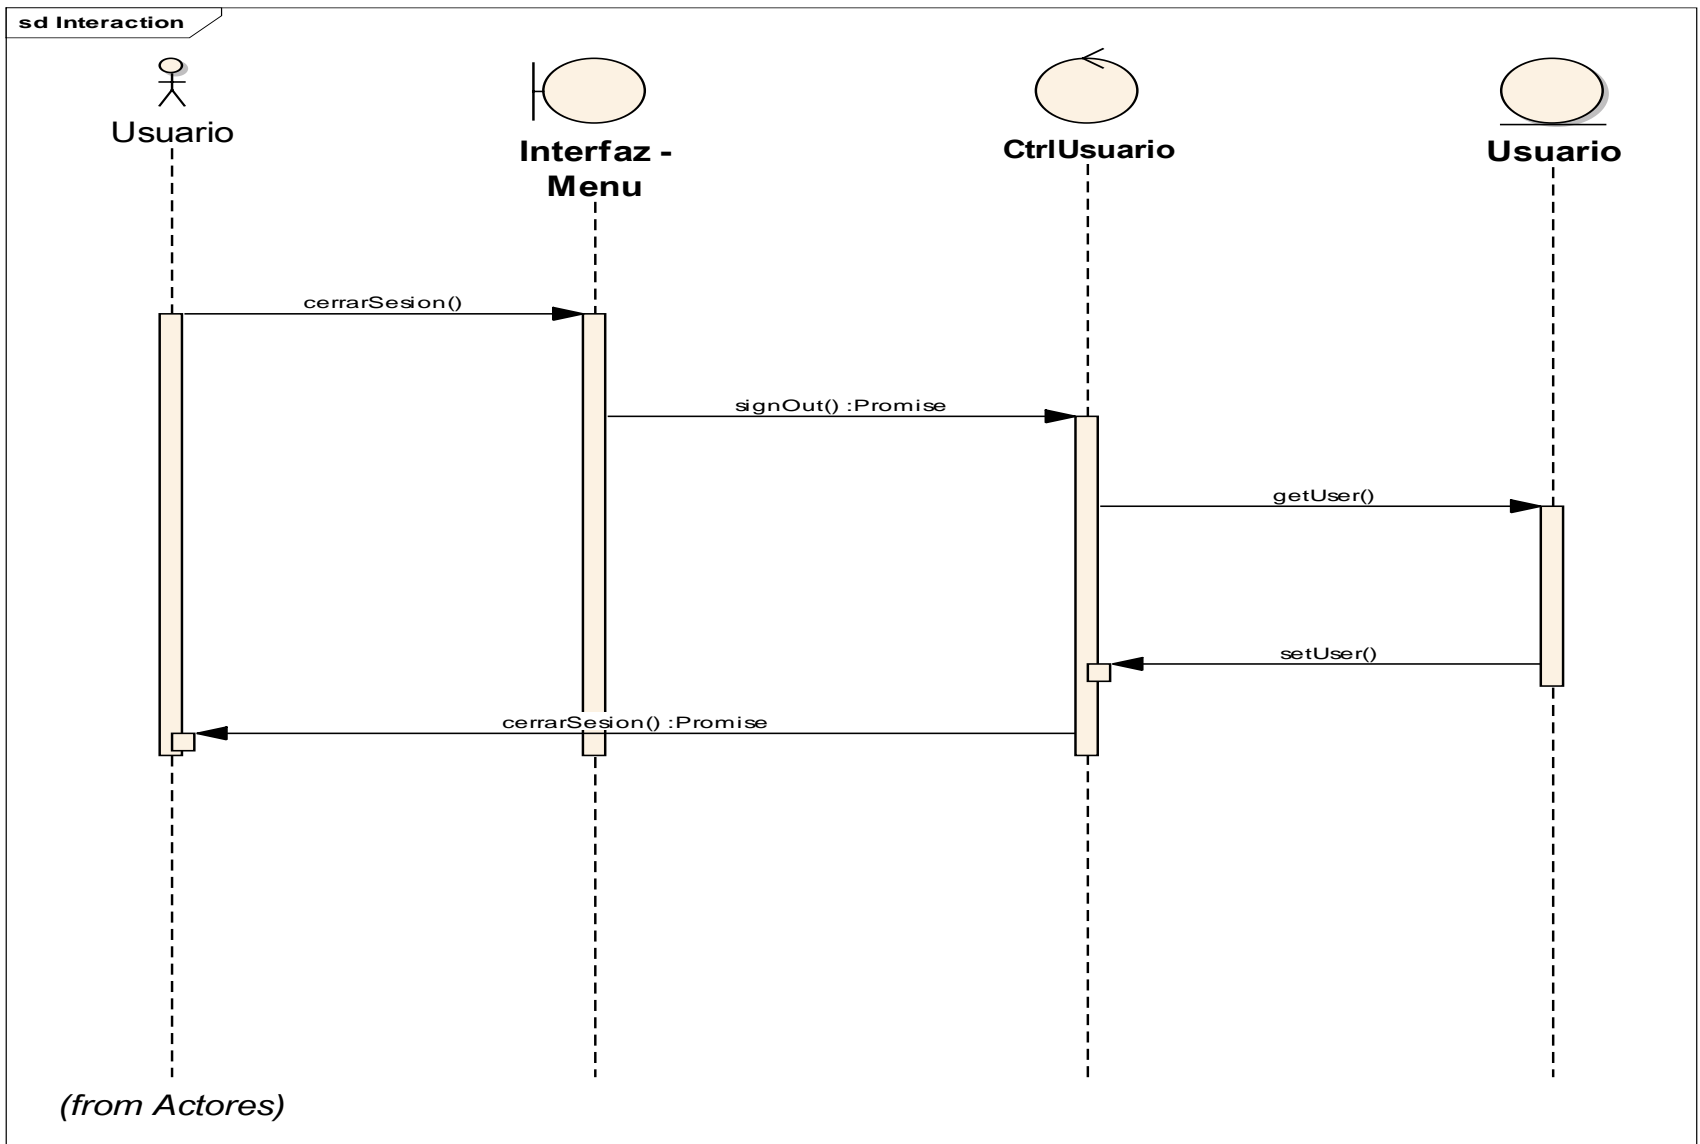 sd Interaction
Usuario
Interfaz -
Menu
CtrlUsuario
Usuario
cerrarSesion()
signOut() :Promise
getUser()
setUser()
cerrarSesion() :Promise
(from Actores)